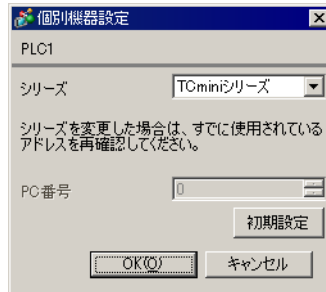 個別機器設定
PLC1
シリーズ TCminiシリーズ
シリーズを変更した場合は、すでに使用されている
アドレスを再確認してください。
PC番号 0
初期設定
OK(O) キャンセル